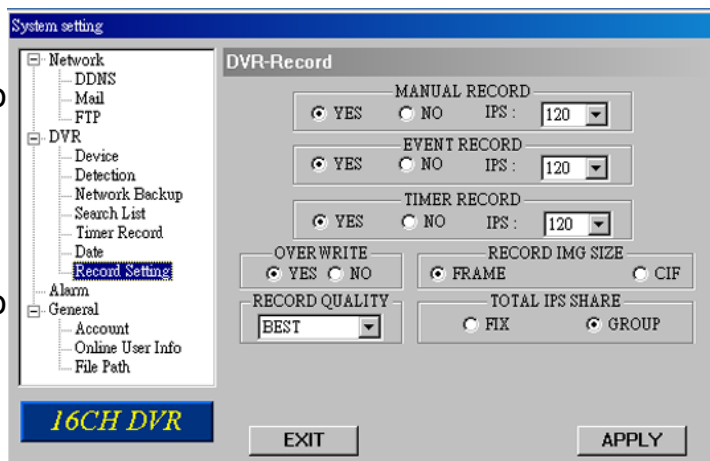 System setting
Network
DDNS
Mail
FTP
DVR
Device
Detection
Network Backup
Search List
Timer Record
Date
Record Setting
Alarm
General
Account
Online User Info
File Path
16CH DVR
DVR-Record
MANUAL RECORD
YES NO IPS : 120
EVENT RECORD
YES NO IPS : 120
TIMER RECORD
YES NO IPS : 120
OVERWRITE
YES NO
RECORD IMG SIZE
FRAME CIF
RECORD QUALITY
BEST
TOTAL IPS SHARE
FIX GROUP
EXIT APPLY